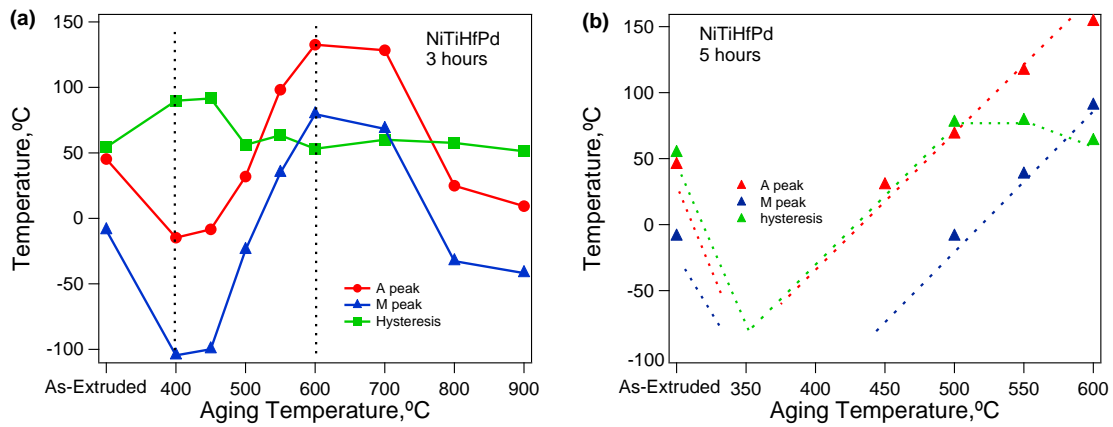 (a)
150
100
50
0
-50
-100
Temperature,ºC
NiTiHfPd
3 hours
A peak
M peak
Hysteresis
As-Extruded 400 500 600 700 800 900
Aging Temperature,ºC
(b)
150
100
50
0
-50
-100
Temperature,ºC
NiTiHfPd
5 hours
A peak
M peak
hysteresis
As-Extruded 350 400 450 500 550 600
Aging Temperature,ºC